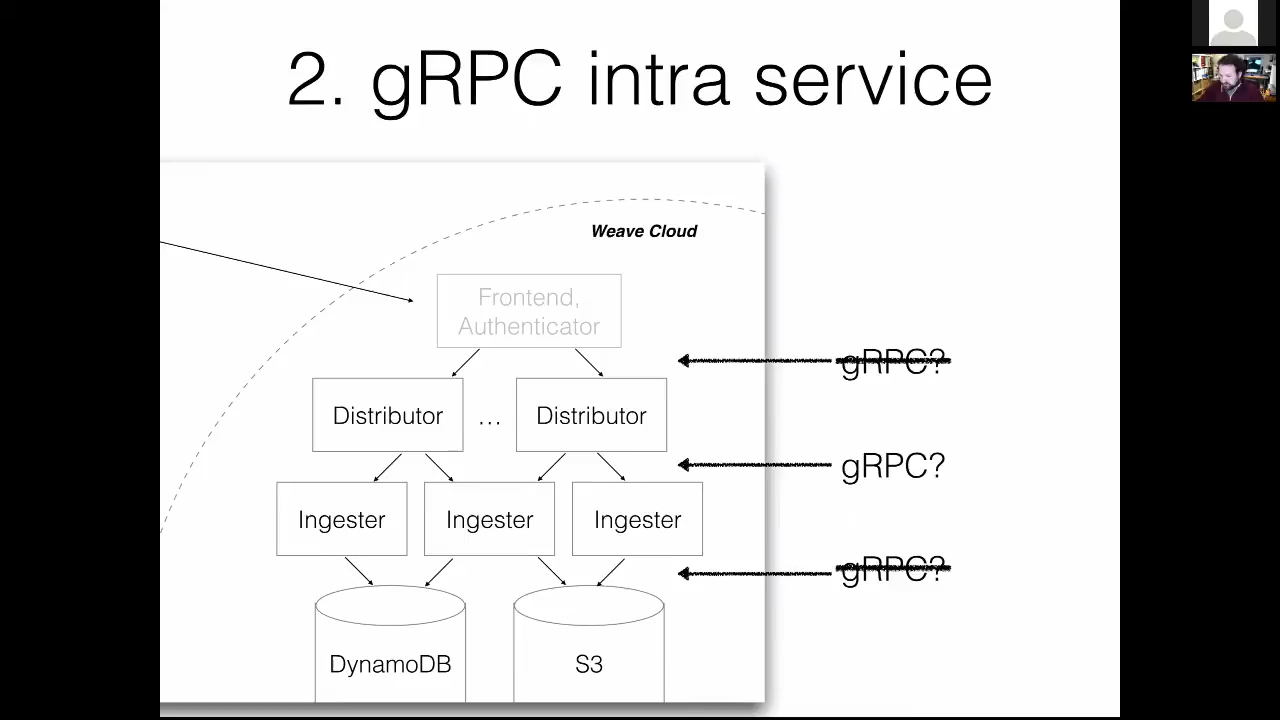 2. gRPC intra service
Weave Cloud
Frontend,
Authenticator
gRPC?
Distributor
...
Distributor
gRPC?
Ingester
Ingester
Ingester
gRPC?
DynamoDB
S3